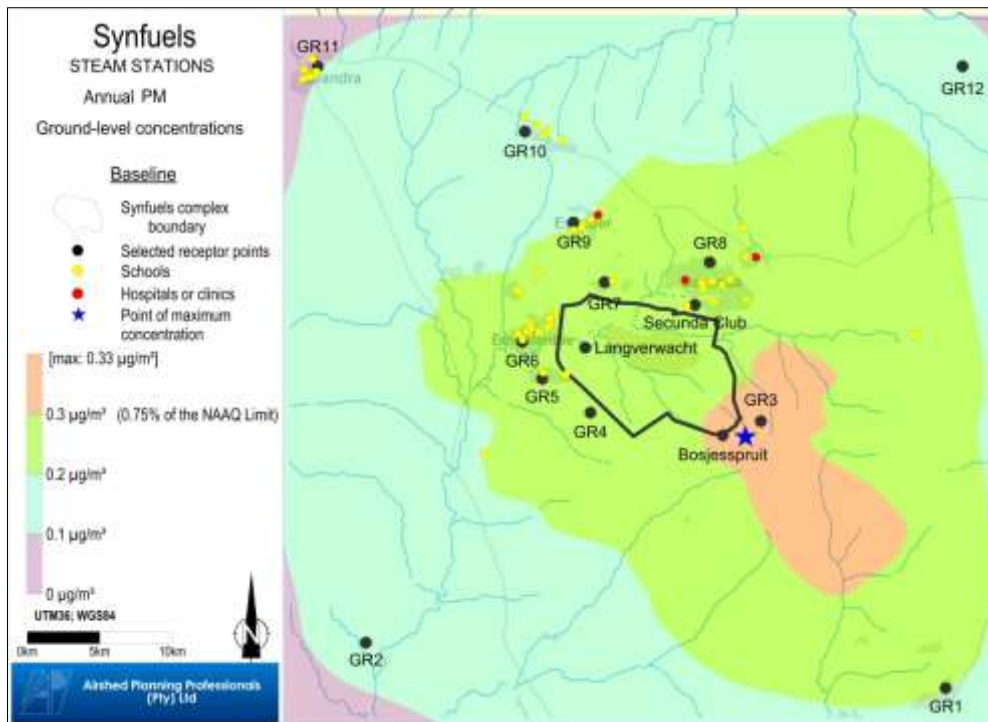 Synfuels
STEAM STATIONS
Annual PM
Ground-level concentrations
Baseline
Synfuels complex
boundary
Selected receptor points
Schools
Hospitals or clinics
Point of maximum
concentration
[max: 0.33 µg/m³]
0.3 µg/m³ (0.75% of the NAAQ Limit)
0.2 µg/m³
0.1 µg/m³
0 µg/m³
UTM36; WGS84
0km 5km 10km
N
Airshed Planning Professionals
(Pty) Ltd
GR11
GR12
GR10
GR9
GR8
GR7
Secunda Club
Langverwacht
GR6
GR5
GR4
GR3
Bosjesspruit
GR2
GR1